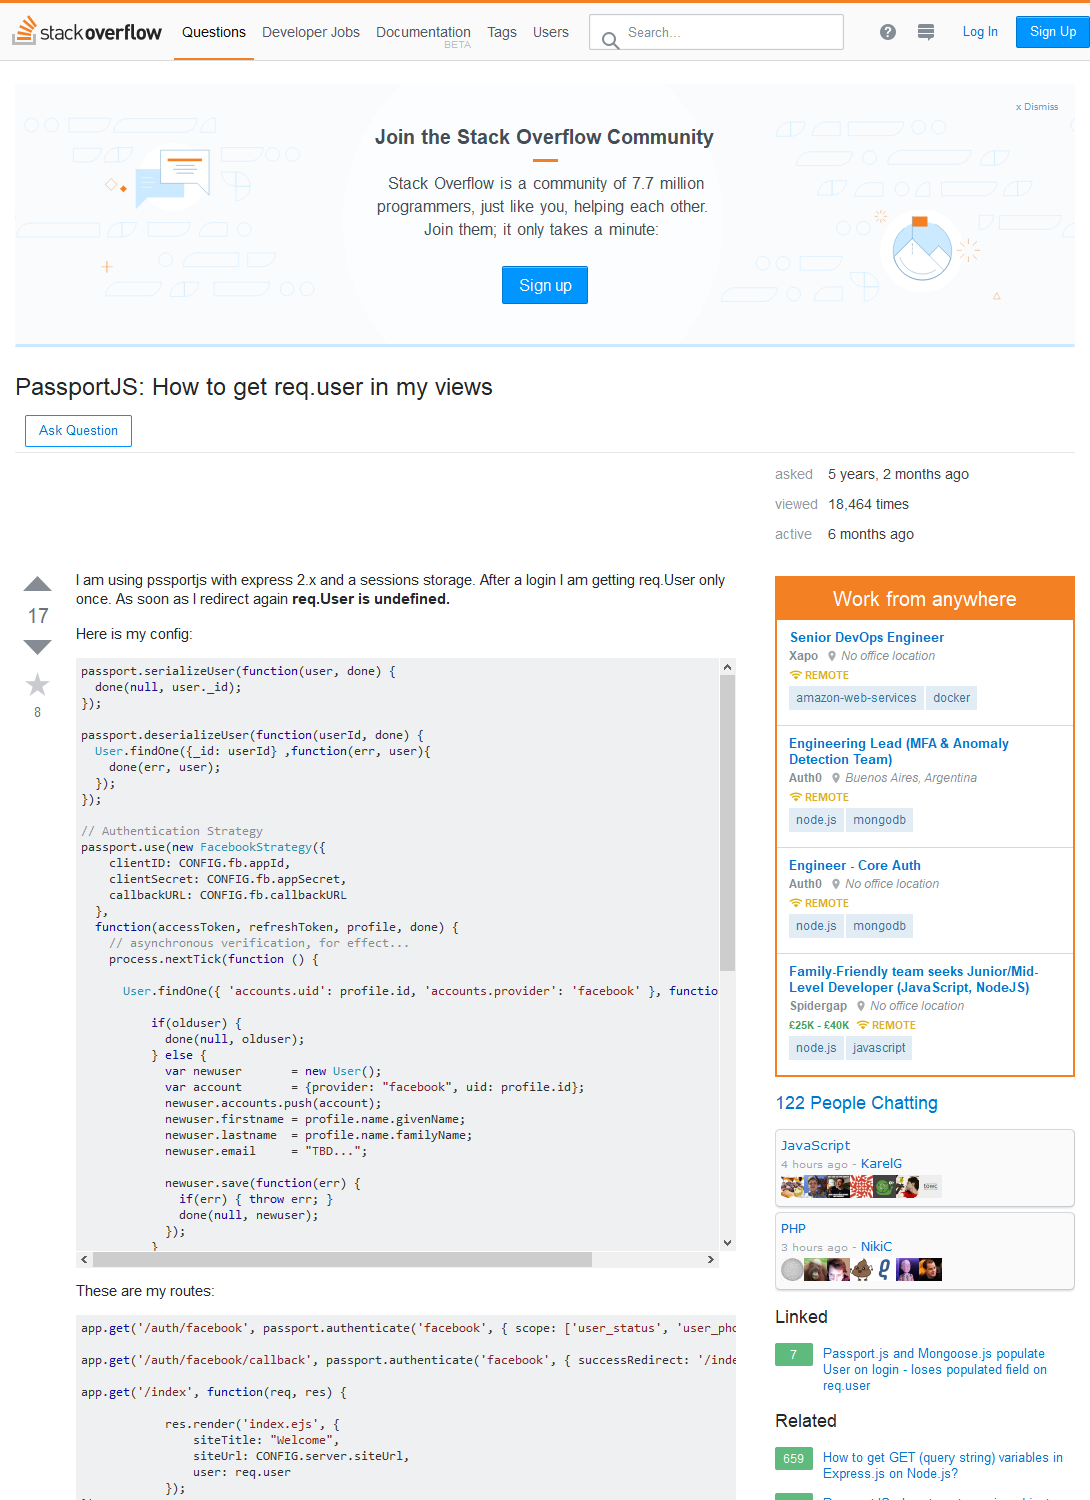 stackoverflow Questions Developer Jobs Documentation BETA Tags Users Search... ? Log In Sign Up
x Dismiss
Join the Stack Overflow Community
Stack Overflow is a community of 7.7 million
programmers, just like you, helping each other.
Join them; it only takes a minute:
Sign up
PassportJS: How to get req.user in my views
Ask Question
asked 5 years, 2 months ago
viewed 18,464 times
active 6 months ago
17
8
I am using pssportjs with express 2.x and a sessions storage. After a login I am getting req.User only
once. As soon as I redirect again req.User is undefined.
Here is my config:
passport.serializeUser(function(user, done) {
  done(null, user._id);
});
passport.deserializeUser(function(userId, done) {
  User.findOne({_id: userId} ,function(err, user){
    done(err, user);
  });
});
// Authentication Strategy
passport.use(new FacebookStrategy({
    clientID: CONFIG.fb.appId,
    clientSecret: CONFIG.fb.appSecret,
    callbackURL: CONFIG.fb.callbackURL
  },
  function(accessToken, refreshToken, profile, done) {
    // asynchronous verification, for effect...
    process.nextTick(function () {
      User.findOne({ 'accounts.uid': profile.id, 'accounts.provider': 'facebook' }, functio
          if(olduser) {
            done(null, olduser);
          } else {
            var newuser       = new User();
            var account       = {provider: "facebook", uid: profile.id};
            newuser.accounts.push(account);
            newuser.firstname = profile.name.givenName;
            newuser.lastname  = profile.name.familyName;
            newuser.email     = "TBD...";
            newuser.save(function(err) {
              if(err) { throw err; }
              done(null, newuser);
            });
          }
These are my routes:
app.get('/auth/facebook', passport.authenticate('facebook', { scope: ['user_status', 'user_pho
app.get('/auth/facebook/callback', passport.authenticate('facebook', { successRedirect: '/inde
app.get('/index', function(req, res) {
            res.render('index.ejs', {
                siteTitle: "Welcome",
                siteUrl: CONFIG.server.siteUrl,
                user: req.user
            });
Work from anywhere
Senior DevOps Engineer
Xapo No office location
REMOTE
amazon-web-services docker
Engineering Lead (MFA & Anomaly
Detection Team)
Auth0 Buenos Aires, Argentina
REMOTE
node.js mongodb
Engineer - Core Auth
Auth0 No office location
REMOTE
node.js mongodb
Family-Friendly team seeks Junior/Mid-
Level Developer (JavaScript, NodeJS)
Spidergap No office location
£25K - £40K REMOTE
node.js javascript
122 People Chatting
JavaScript
4 hours ago - KarelG
PHP
3 hours ago - NikiC
Linked
7 Passport.js and Mongoose.js populate
User on login - loses populated field on
req.user
Related
659 How to get GET (query string) variables in
Express.js on Node.js?